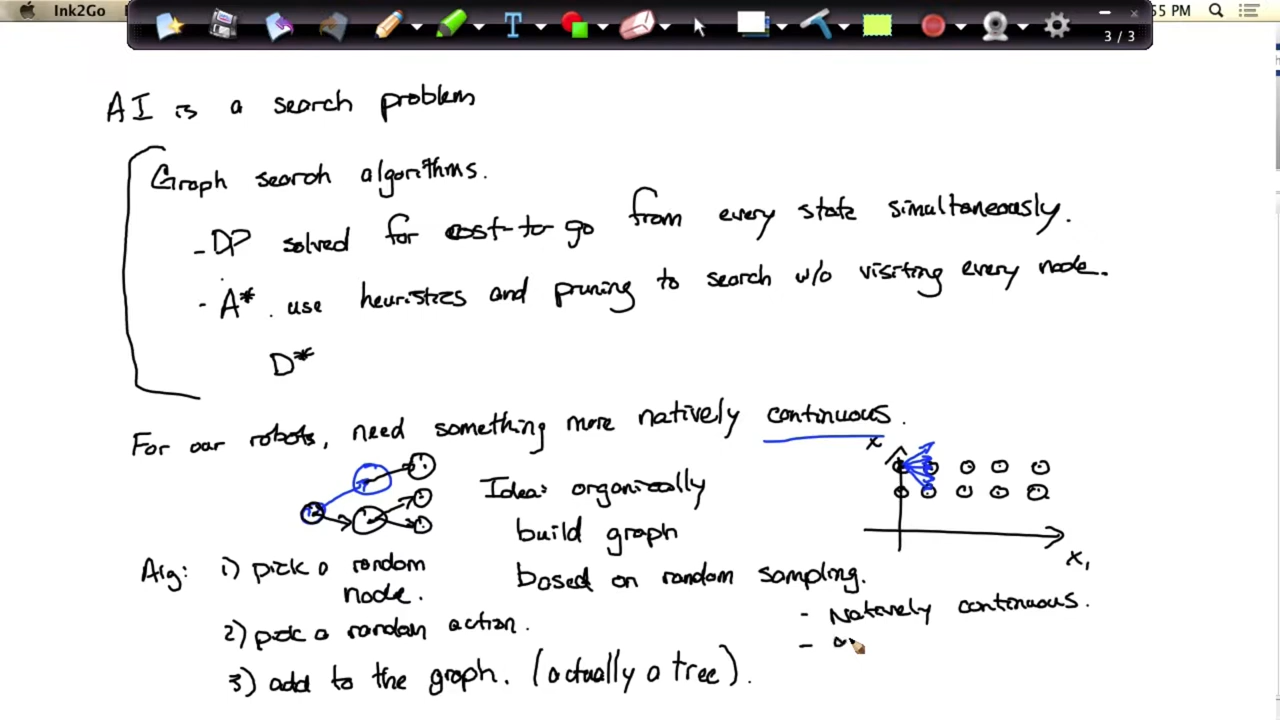 Ink2Go
55 PM
3 / 3
AI is a search problem
Graph search algorithms.
- DP solved for cost-to-go from every state simultaneously.
- A* . use heuristics and pruning to search w/o visiting every node.
D*
For our robots, need something more natively continuous.
x
Idea: organically
build graph
x,
Alg: 1) pick a random
node.
based on random sampling.
- Natively continuous.
2) pick a random action.
-
3) add to the graph. (actually a tree).